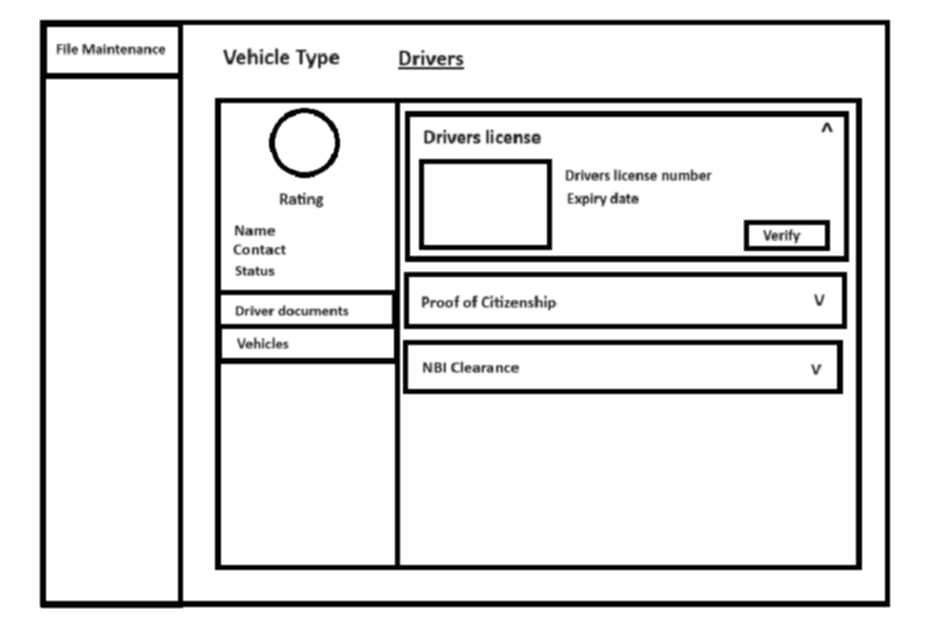 File Maintenance
Vehicle Type
Drivers
Rating
Name
Contact
Status
Driver documents
Vehicles
Drivers license
^
Drivers license number
Expiry date
Verify
Proof of Citizenship
V
NBI Clearance
v